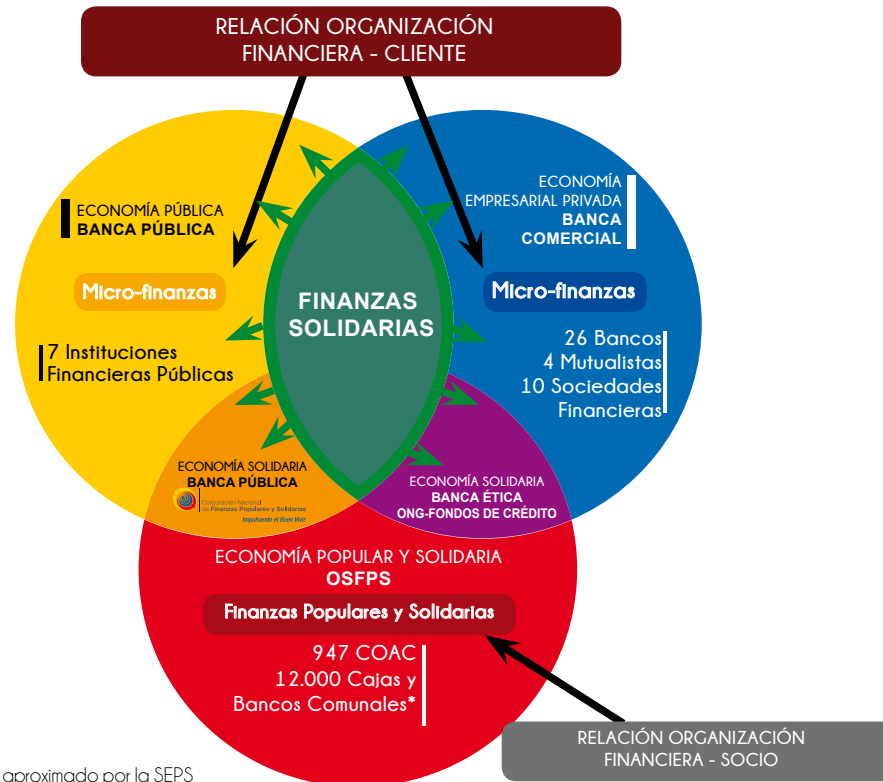 RELACIÓN ORGANIZACIÓN
FINANCIERA - CLIENTE
ECONOMÍA PÚBLICA
BANCA PÚBLICA
Micro-finanzas
7 Instituciones
Financieras Públicas
FINANZAS
SOLIDARIAS
ECONOMÍA
EMPRESARIAL PRIVADA
BANCA
COMERCIAL
Micro-finanzas
26 Bancos
4 Mutualistas
10 Sociedades
Financieras
ECONOMÍA SOLIDARIA
BANCA PÚBLICA
Corporación Nacional
de Finanzas Populares y Solidarias
Impulsando el Buen Vivir.
ECONOMÍA SOLIDARIA
BANCA ÉTICA
ONG-FONDOS DE CRÉDITO
ECONOMÍA POPULAR Y SOLIDARIA
OSFPS
Finanzas Populares y Solidarias
947 COAC
12.000 Cajas y
Bancos Comunales*
RELACIÓN ORGANIZACIÓN
FINANCIERA - SOCIO
aproximado por la SEPS